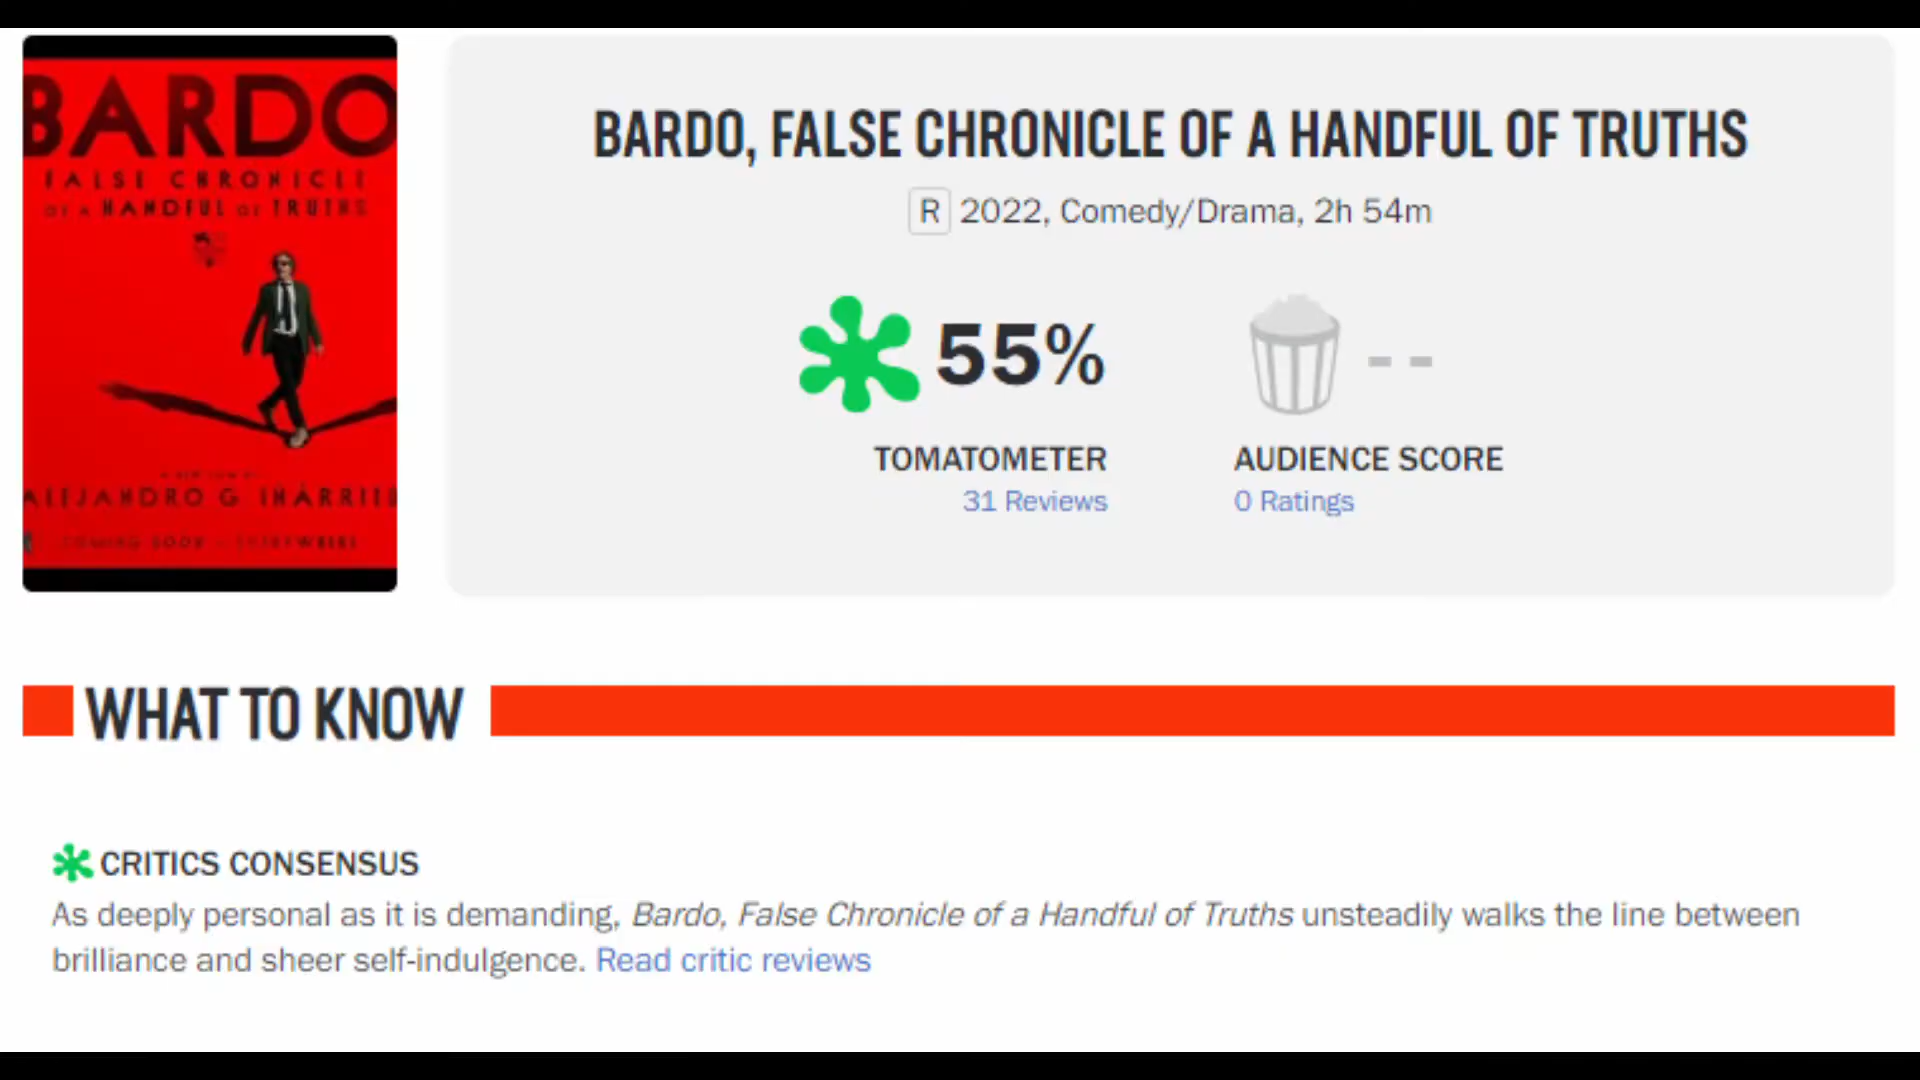 BARDO
FALSE CHRONICLE
OF A HANDFUL OF TRUTHS
ALEJANDRO G
COMING SOON
BARDO, FALSE CHRONICLE OF A HANDFUL OF TRUTHS
R 2022, Comedy/Drama, 2h 54m
55% - -
TOMATOMETER AUDIENCE SCORE
31 Reviews 0 Ratings
WHAT TO KNOW
CRITICS CONSENSUS
As deeply personal as it is demanding, Bardo, False Chronicle of a Handful of Truths unsteadily walks the line between
brilliance and sheer self-indulgence. Read critic reviews